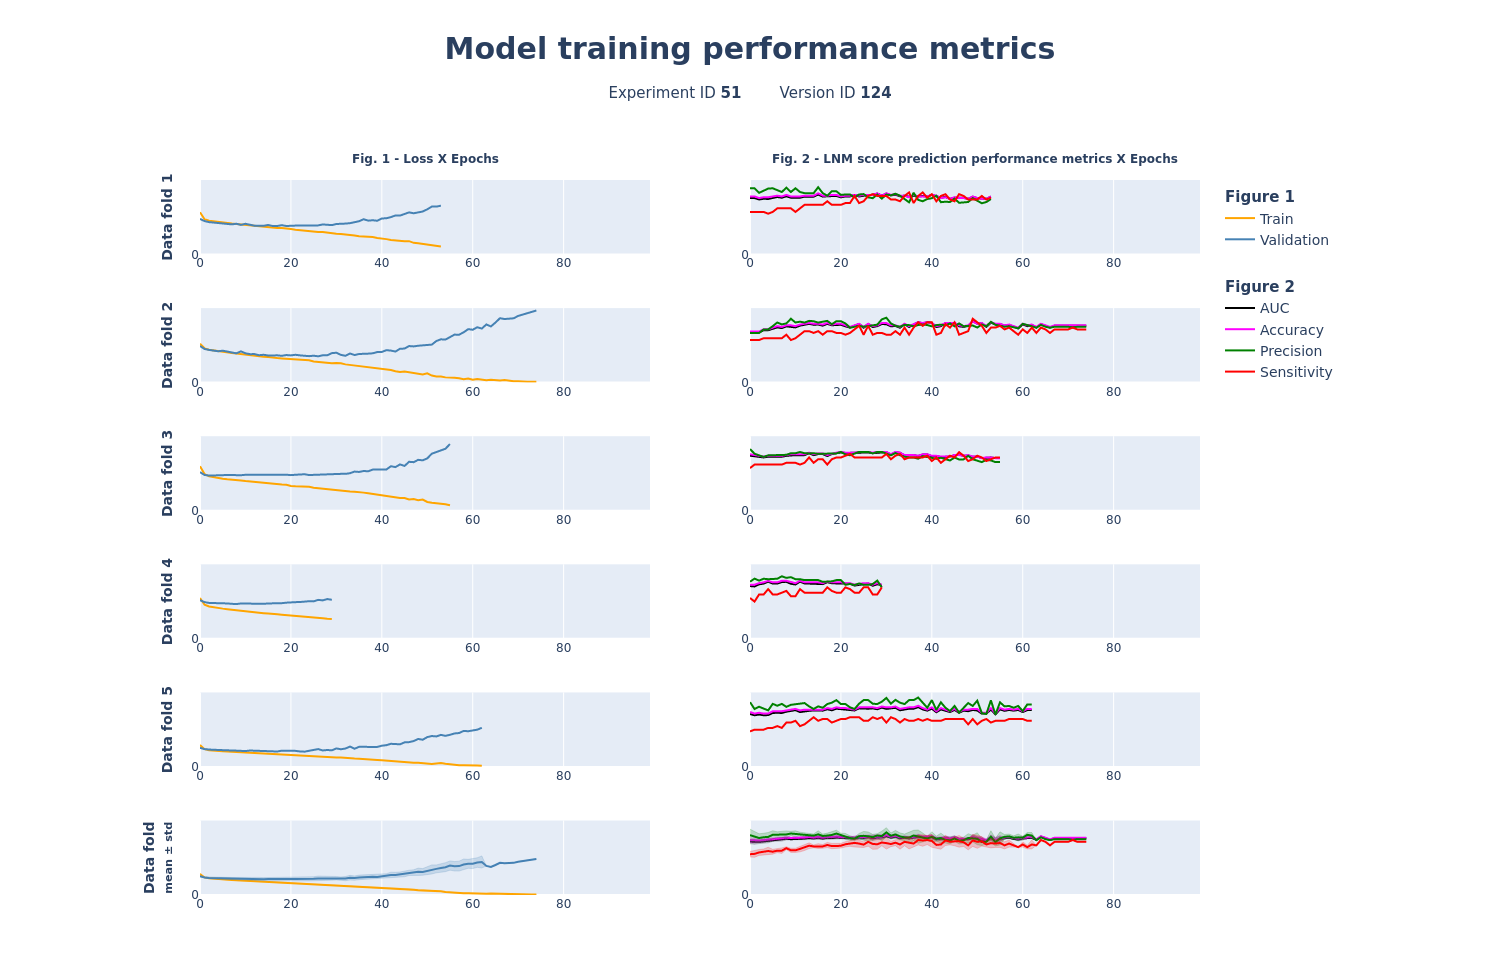 Model training performance metrics
Experiment ID 51 Version ID 124
Fig. 1 - Loss X Epochs
Fig. 2 - LNM score prediction performance metrics X Epochs
Data fold 1
0
0 20 40 60 80
0
0 20 40 60 80
Figure 1
Train
Validation
Figure 2
AUC
Accuracy
Precision
Sensitivity
Data fold 2
0
0 20 40 60 80
0
0 20 40 60 80
Data fold 3
0
0 20 40 60 80
0
0 20 40 60 80
Data fold 4
0
0 20 40 60 80
0
0 20 40 60 80
Data fold 5
0
0 20 40 60 80
0
0 20 40 60 80
Data fold
mean ± std
0
0 20 40 60 80
0
0 20 40 60 80